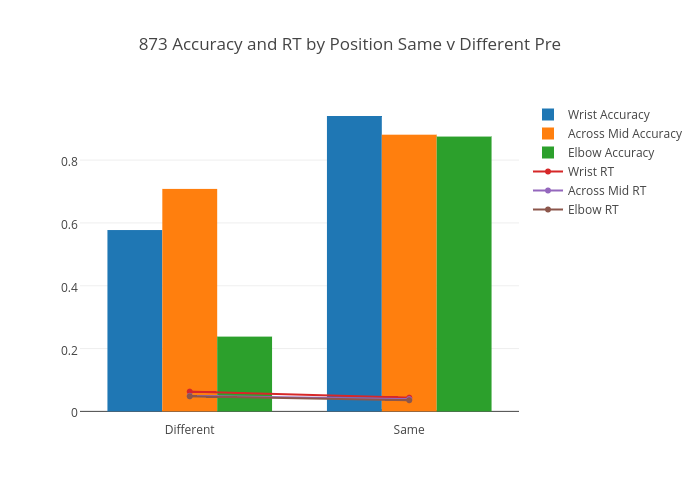 873 Accuracy and RT by Position Same v Different Pre
Wrist Accuracy
Across Mid Accuracy
Elbow Accuracy
Wrist RT
Across Mid RT
Elbow RT
0.8
0.6
0.4
0.2
0
Different
Same